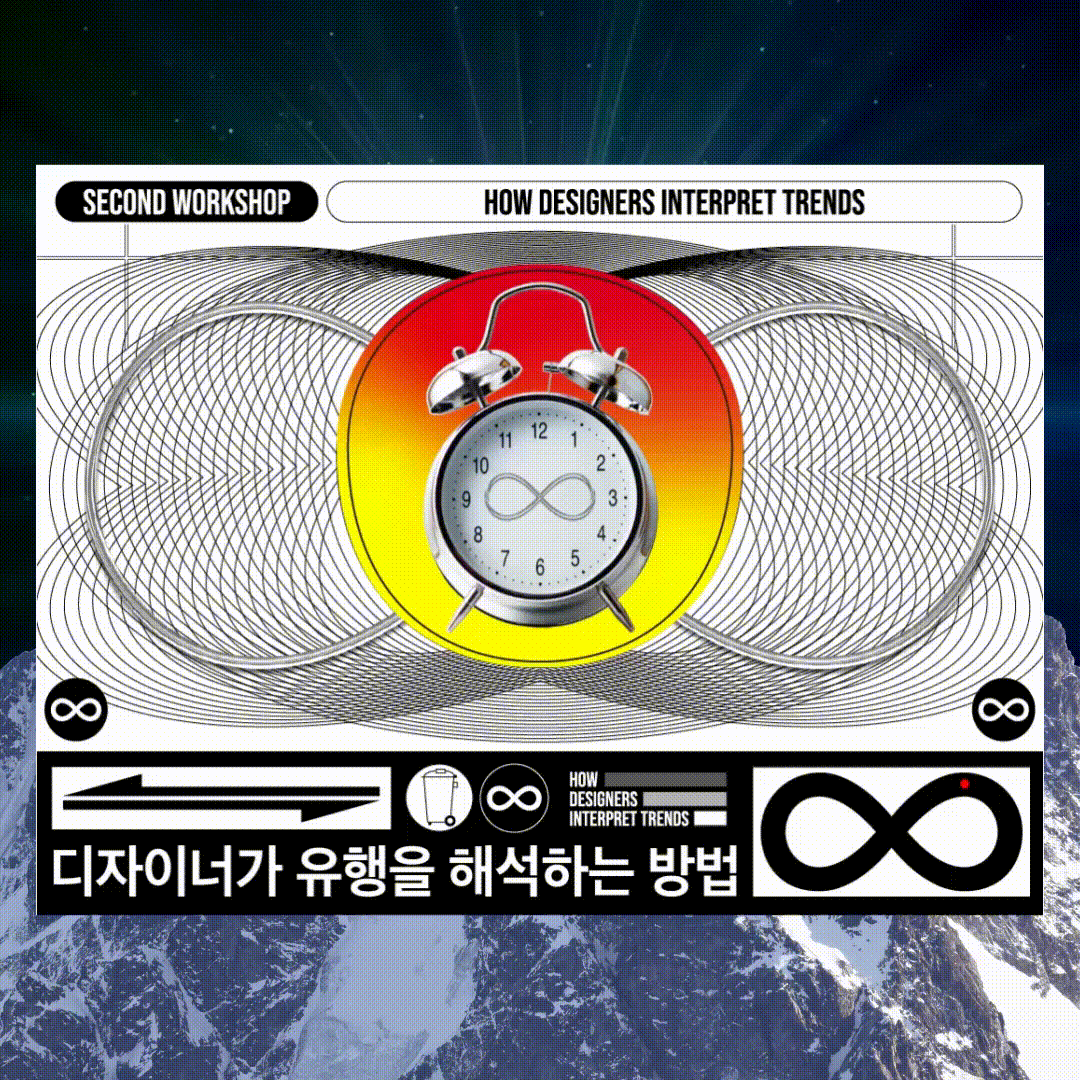 SECOND WORKSHOP
HOW DESIGNERS INTERPRET TRENDS
12
11
1
10
2
9
3
8
4
7
5
6
HOW
DESIGNERS
INTERPRET TRENDS
디자이너가 유행을 해석하는 방법